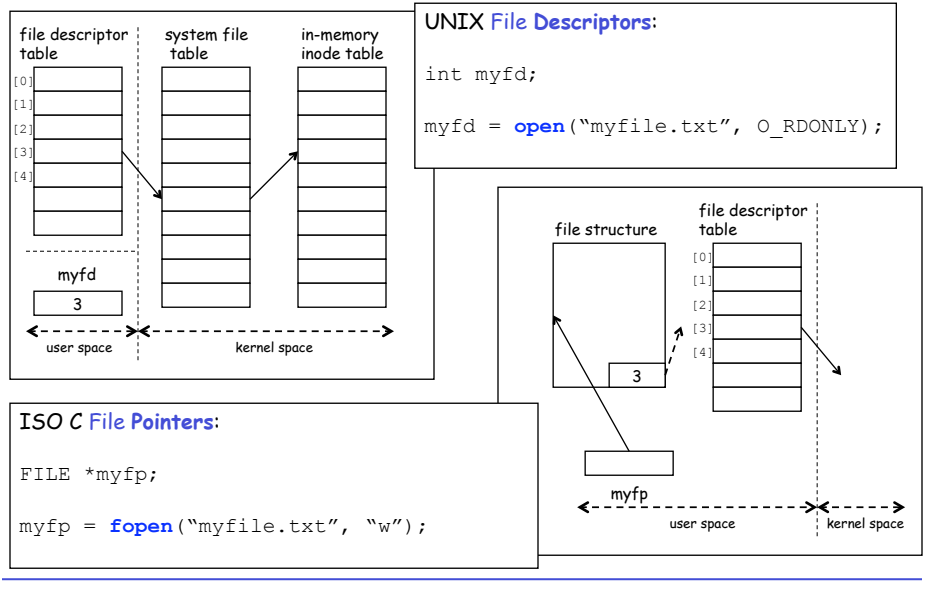 file descriptor
table
system file
table
in-memory
inode table
[0]
[1]
[2]
[3]
[4]
myfd
3
user space
kernel space
UNIX File Descriptors:
int myfd;
myfd = open(“myfile.txt”, O_RDONLY);
file structure
file descriptor
table
[0]
[1]
[2]
[3]
[4]
3
myfp
user space
kernel space
ISO C File Pointers:
FILE *myfp;
myfp = fopen(“myfile.txt”, “w”);